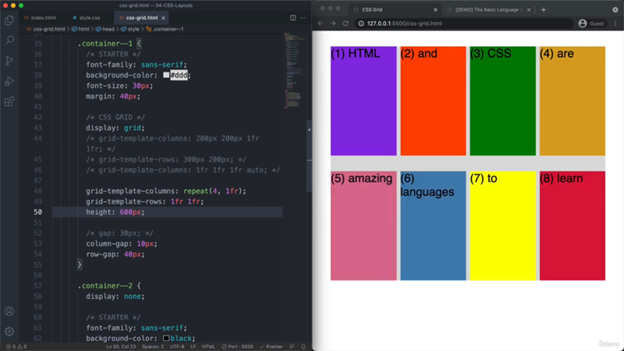 css-grid.html — 04-CSS-Layouts
index.html
style.css
css-grid.html
css-grid.html > html > head > style > .container--1
35 .container--1 {
36 /* STARTER */
37 font-family: sans-serif;
38 background-color: #ddd;
39 font-size: 30px;
40 margin: 40px;
41
42 /* CSS GRID */
43 display: grid;
44 /* grid-template-columns: 200px 200px 1fr
1fr; */
45 /* grid-template-rows: 300px 200px; */
46 /* grid-template-columns: 1fr 1fr 1fr auto; */
47
48 grid-template-columns: repeat(4, 1fr);
49 grid-template-rows: 1fr 1fr;
50 height: 600px;
51
52 /* gap: 30px; */
53 column-gap: 10px;
54 row-gap: 40px;
55 }
56
57 .container--2 {
58 display: none;
59
60 /* STARTER */
61 font-family: sans-serif;
62 background-color: black;
Ln 50, Col 23 Spaces: 2 UTF-8 LF HTML Port : 5500 Prettier
CSS Grid
[DEMO] The Basic Language
127.0.0.1:5500/css-grid.html
Guest
(1) HTML
(2) and
(3) CSS
(4) are
(5) amazing
(6)
languages
(7) to
(8) learn
Udemy